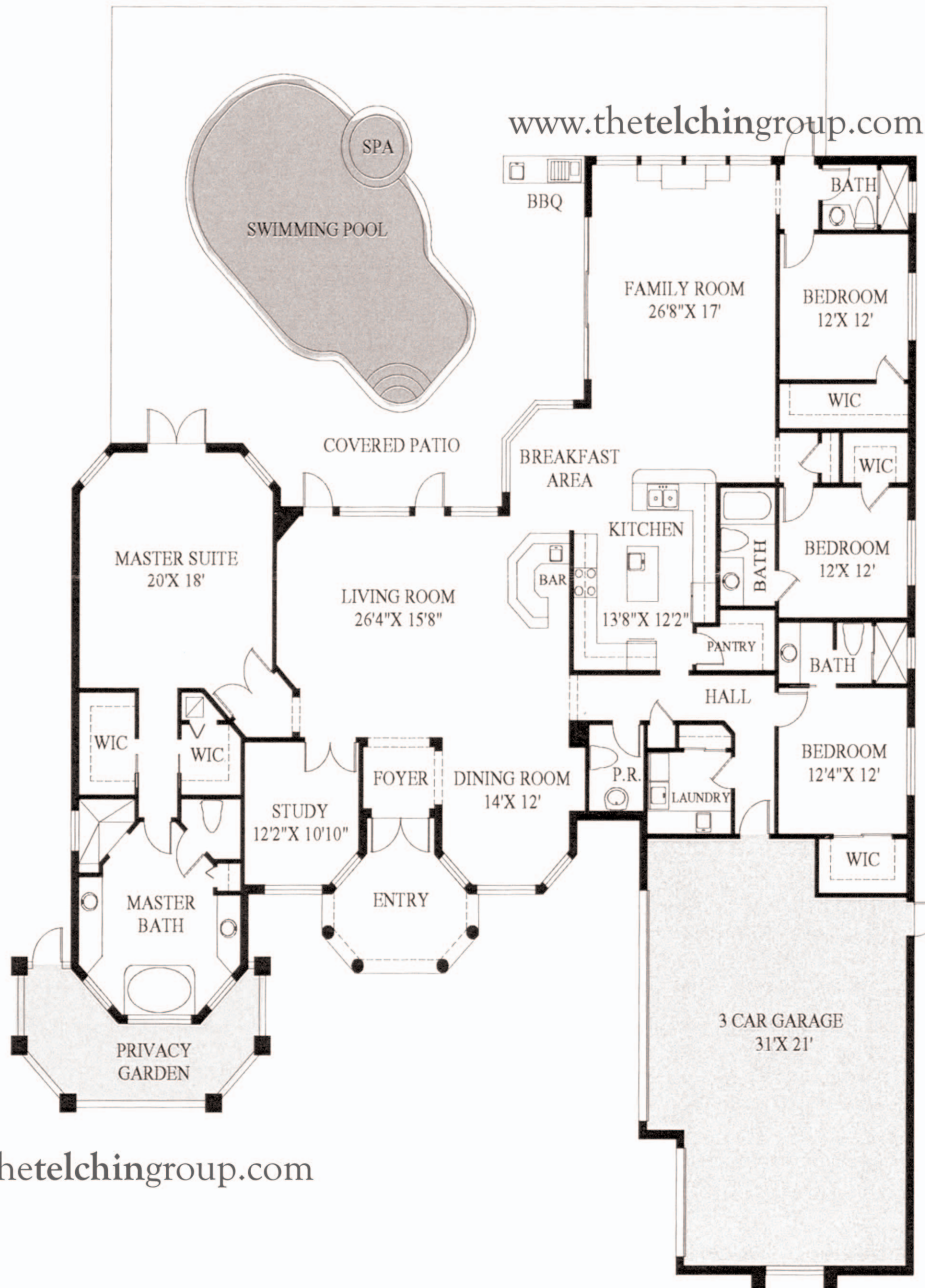 www.thetelchingroup.com
SPA
SWIMMING POOL
BBQ
BATH
FAMILY ROOM
26'8"X 17'
BEDROOM
12'X 12'
WIC
COVERED PATIO
BREAKFAST
AREA
WIC
KITCHEN
13'8"X 12'2"
BATH
BEDROOM
12'X 12'
MASTER SUITE
20'X 18'
LIVING ROOM
26'4"X 15'8"
BAR
PANTRY
BATH
HALL
WIC
WIC
FOYER
DINING ROOM
14'X 12'
P.R.
LAUNDRY
BEDROOM
12'4"X 12'
STUDY
12'2"X 10'10"
WIC
ENTRY
MASTER
BATH
3 CAR GARAGE
31'X 21'
PRIVACY
GARDEN
hetelchingroup.com